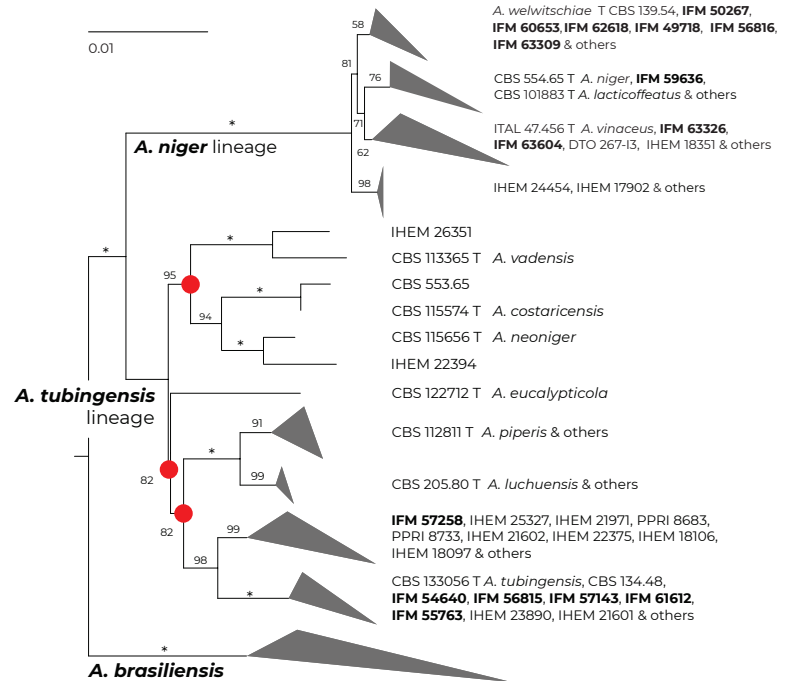 A. welwitschiae T CBS 139.54, IFM 50267,
IFM 60653, IFM 62618, IFM 49718, IFM 56816,
IFM 63309 & others
58
0.01
81
76
CBS 554.65 T A. niger, IFM 59636,
CBS 101883 T A. lacticoffeatus & others
*
71
ITAL 47.456 T A. vinaceus, IFM 63326,
IFM 63604, DTO 267-I3, IHEM 18351 & others
A. niger lineage
62
98
IHEM 24454, IHEM 17902 & others
IHEM 26351
*
*
CBS 113365 T A. vadensis
95
CBS 553.65
*
CBS 115574 T A. costaricensis
94
CBS 115656 T A. neoniger
*
IHEM 22394
A. tubingensis
lineage
CBS 122712 T A. eucalypticola
91
CBS 112811 T A. piperis & others
*
82
99
CBS 205.80 T A. luchuensis & others
82
99
IFM 57258, IHEM 25327, IHEM 21971, PPRI 8683,
PPRI 8733, IHEM 21602, IHEM 22375, IHEM 18106,
IHEM 18097 & others
98
*
CBS 133056 T A. tubingensis, CBS 134.48,
IFM 54640, IFM 56815, IFM 57143, IFM 61612,
IFM 55763, IHEM 23890, IHEM 21601 & others
*
A. brasiliensis